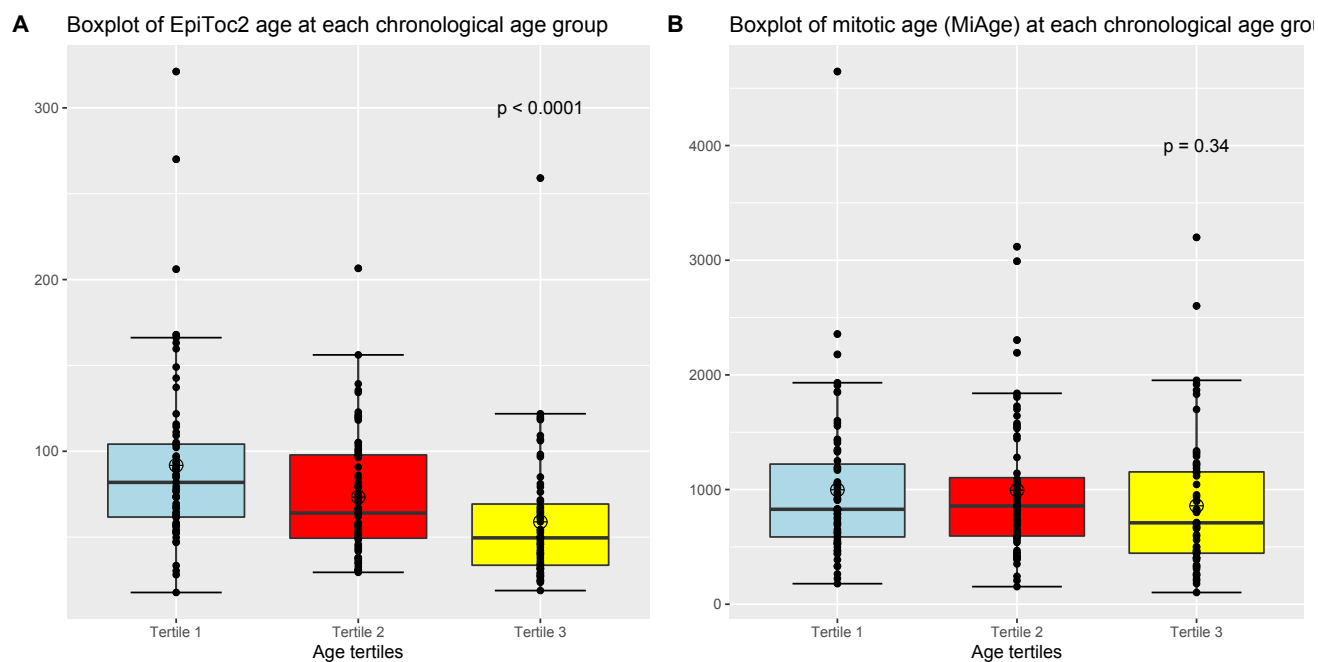 A
Boxplot of EpiToc2 age at each chronological age group
300
200
100
p < 0.0001
Tertile 1
Tertile 2
Tertile 3
Age tertiles
B
Boxplot of mitotic age (MiAge) at each chronological age grou
4000
3000
2000
1000
0
p = 0.34
Tertile 1
Tertile 2
Tertile 3
Age tertiles